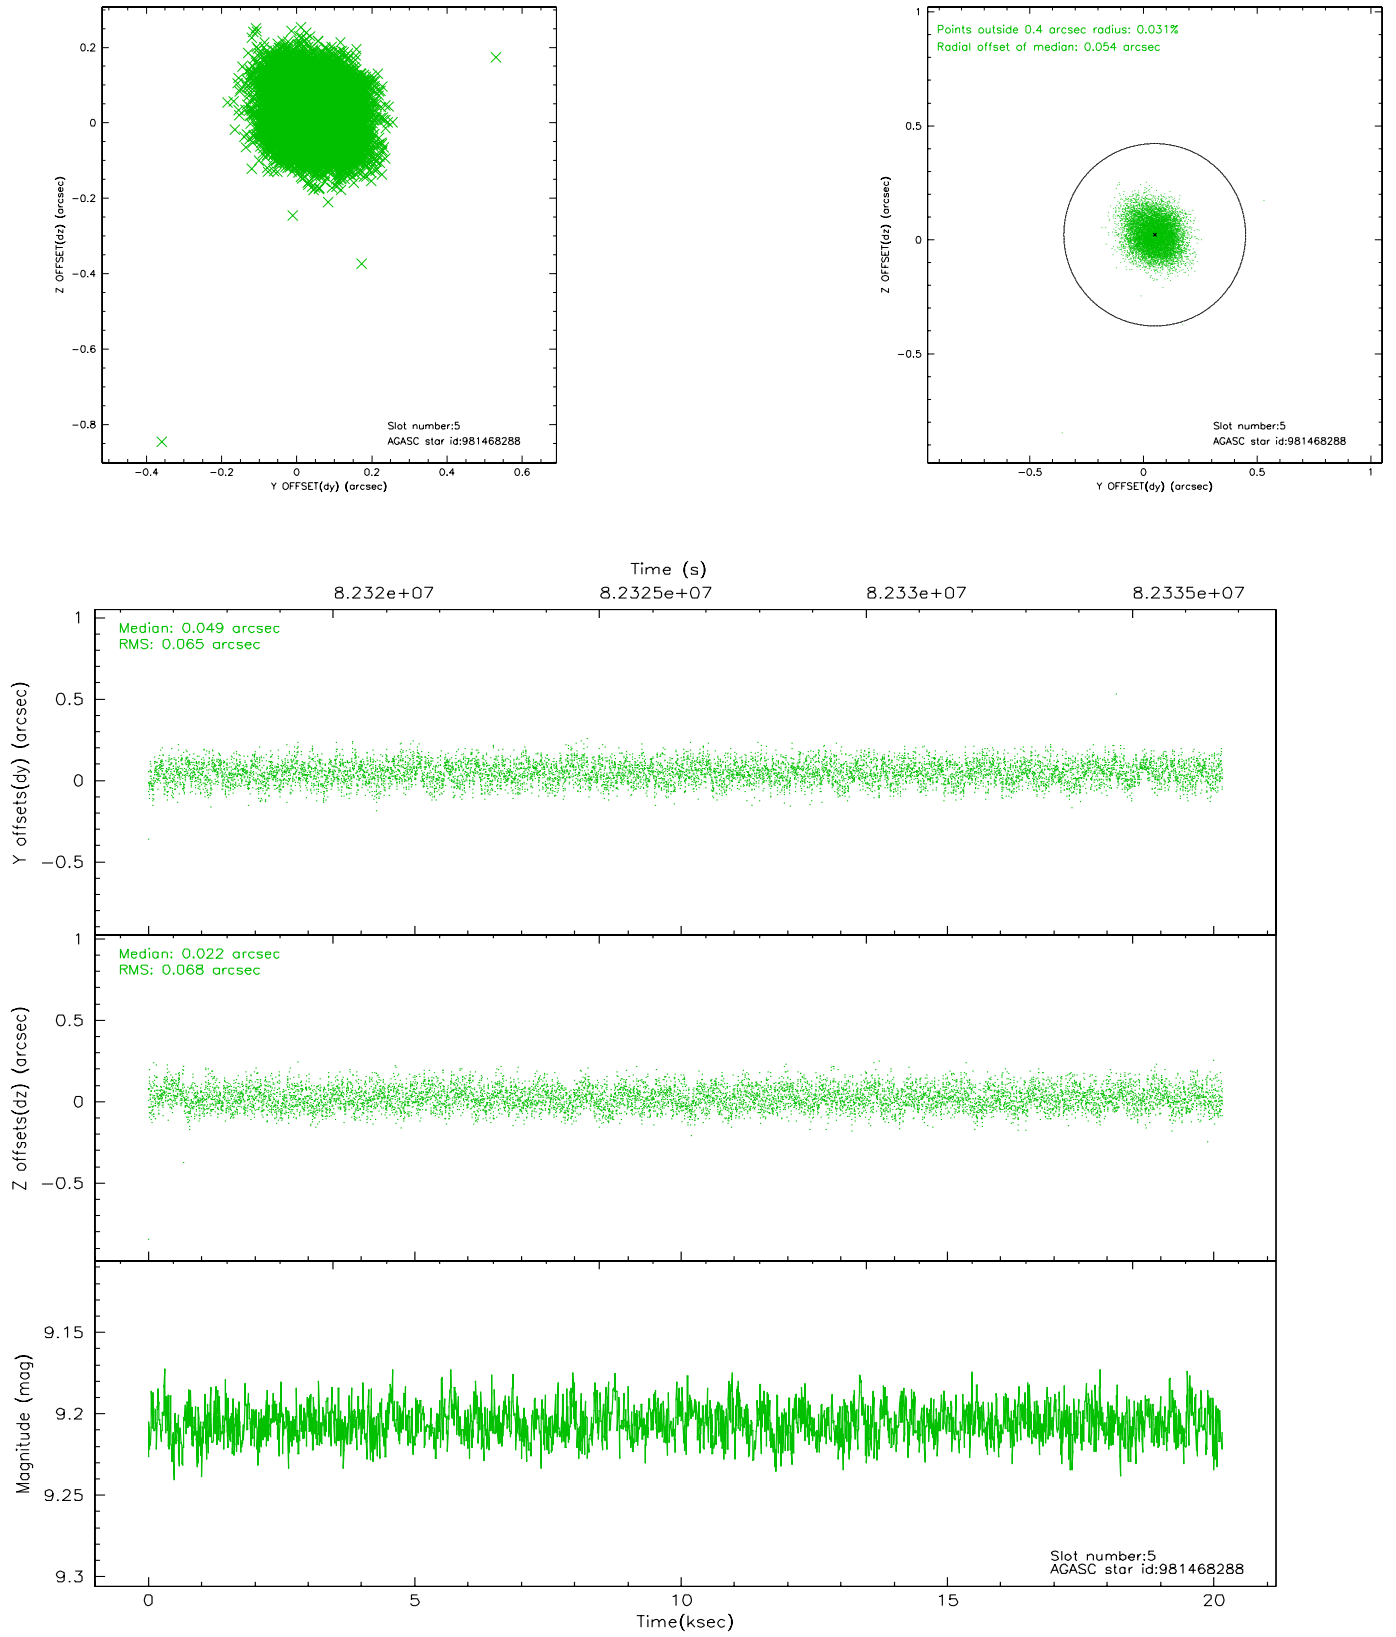 0.2
0
−0.2
−0.4
−0.6
−0.8
Z OFFSET(dz) (arcsec)
Slot number:5
AGASC star id:981468288
−0.4 −0.2 0 0.2 0.4 0.6
Y OFFSET(dy) (arcsec)
1
0.5
0
−0.5
Z OFFSET(dz) (arcsec)
Points outside 0.4 arcsec radius: 0.031%
Radial offset of median: 0.054 arcsec
Slot number:5
AGASC star id:981468288
−0.5 0 0.5 1
Y OFFSET(dy) (arcsec)
Time (s)
8.232e+07 8.2325e+07 8.233e+07 8.2335e+07
Median: 0.049 arcsec
RMS: 0.065 arcsec
1
0.5
0
−0.5
Y offsets(dy) (arcsec)
Median: 0.022 arcsec
RMS: 0.068 arcsec
1
0.5
0
−0.5
Z offsets(dz) (arcsec)
9.15
9.2
9.25
9.3
Magnitude (mag)
Slot number:5
AGASC star id:981468288
0 5 10 15 20
Time(ksec)